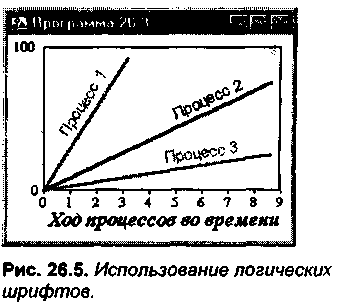 Программа 26.3
100
Процесс 1
Процесс 2
Процесс 3
0
0 1 2 3 4 5 6 7 8 9
Ход процессов во времени
Рис. 26.5. Использование логических
шрифтов.